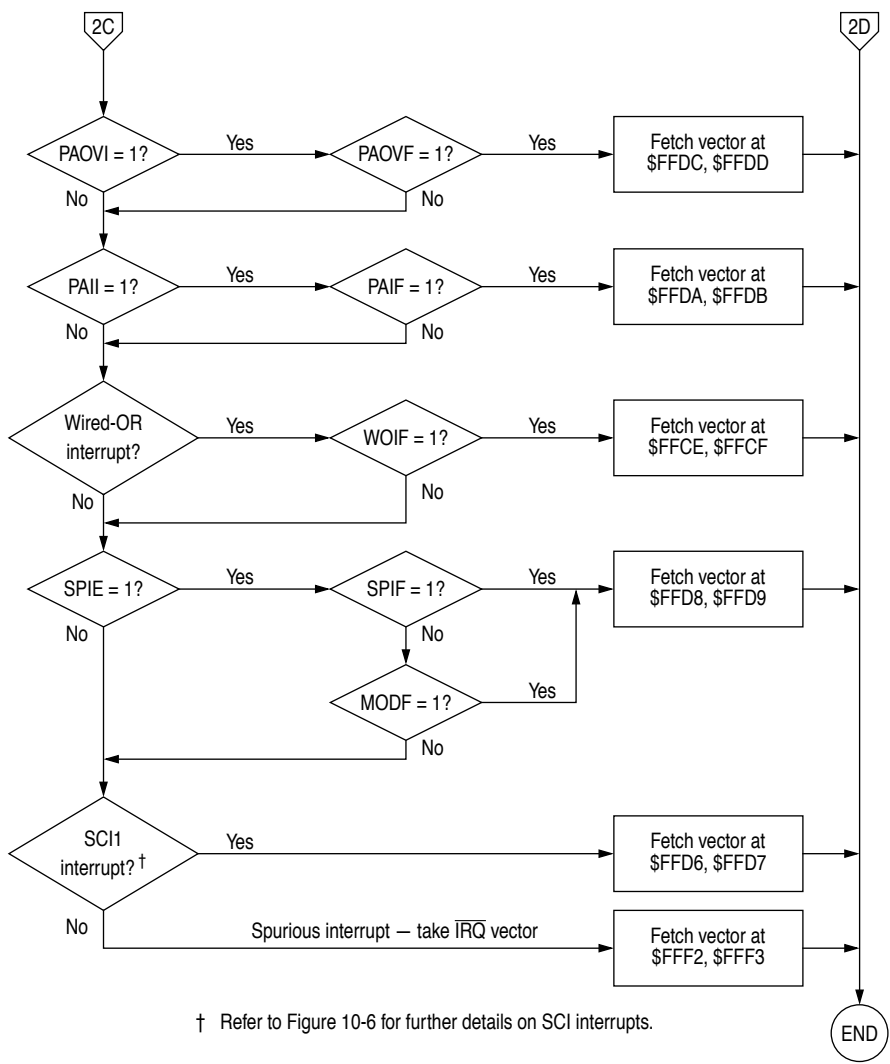 2C
2D
PAOVI = 1?
Yes
PAOVF = 1?
Yes
Fetch vector at
$FFDC, $FFDD
No
No
PAII = 1?
Yes
PAIF = 1?
Yes
Fetch vector at
$FFDA, $FFDB
No
No
Wired-OR
interrupt?
Yes
WOIF = 1?
Yes
Fetch vector at
$FFCE, $FFCF
No
No
SPIE = 1?
Yes
SPIF = 1?
Yes
Fetch vector at
$FFD8, $FFD9
No
No
MODF = 1?
Yes
No
SCI1
interrupt? †
Yes
Fetch vector at
$FFD6, $FFD7
No
Spurious interrupt — take IRQ vector
Fetch vector at
$FFF2, $FFF3
† Refer to Figure 10-6 for further details on SCI interrupts.
END